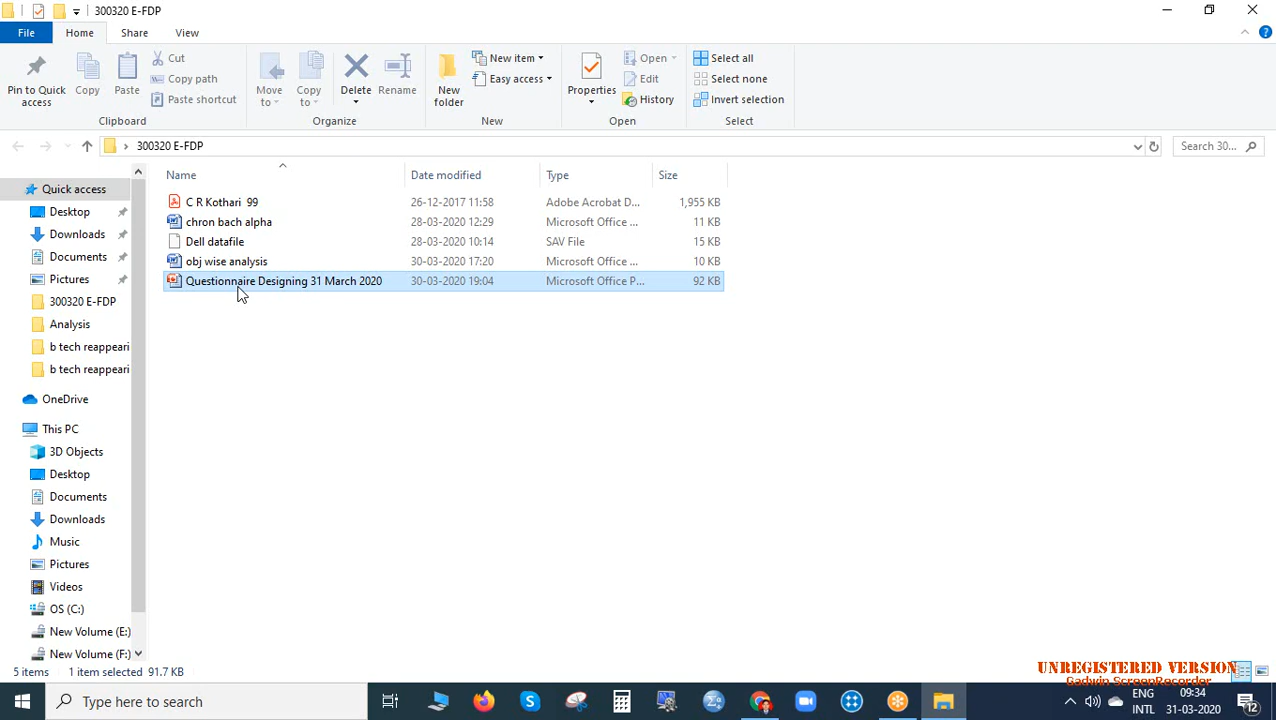 300320 E-FDP
File Home Share View
Pin to Quick access
Copy
Paste
Cut
Copy path
Paste shortcut
Clipboard
Move to
Copy to
Delete
Rename
Organize
New folder
New item
Easy access
New
Properties
Open
Edit
History
Open
Select all
Select none
Invert selection
Select
300320 E-FDP
Search 30...
Name Date modified Type Size
C R Kothari 99 26-12-2017 11:58 Adobe Acrobat D... 1,955 KB
chron bach alpha 28-03-2020 12:29 Microsoft Office ... 11 KB
Dell datafile 28-03-2020 10:14 SAV File 15 KB
obj wise analysis 30-03-2020 17:20 Microsoft Office ... 10 KB
Questionnaire Designing 31 March 2020 30-03-2020 19:04 Microsoft Office P... 92 KB
Quick access
Desktop
Downloads
Documents
Pictures
300320 E-FDP
Analysis
b tech reappeari
b tech reappeari
OneDrive
This PC
3D Objects
Desktop
Documents
Downloads
Music
Pictures
Videos
OS (C:)
New Volume (E:)
New Volume (F:)
5 items 1 item selected 91.7 KB
UNREGISTERED VERSION
Gadwin ScreenRecorder
Type here to search
ENG
INTL
09:34
31-03-2020
12